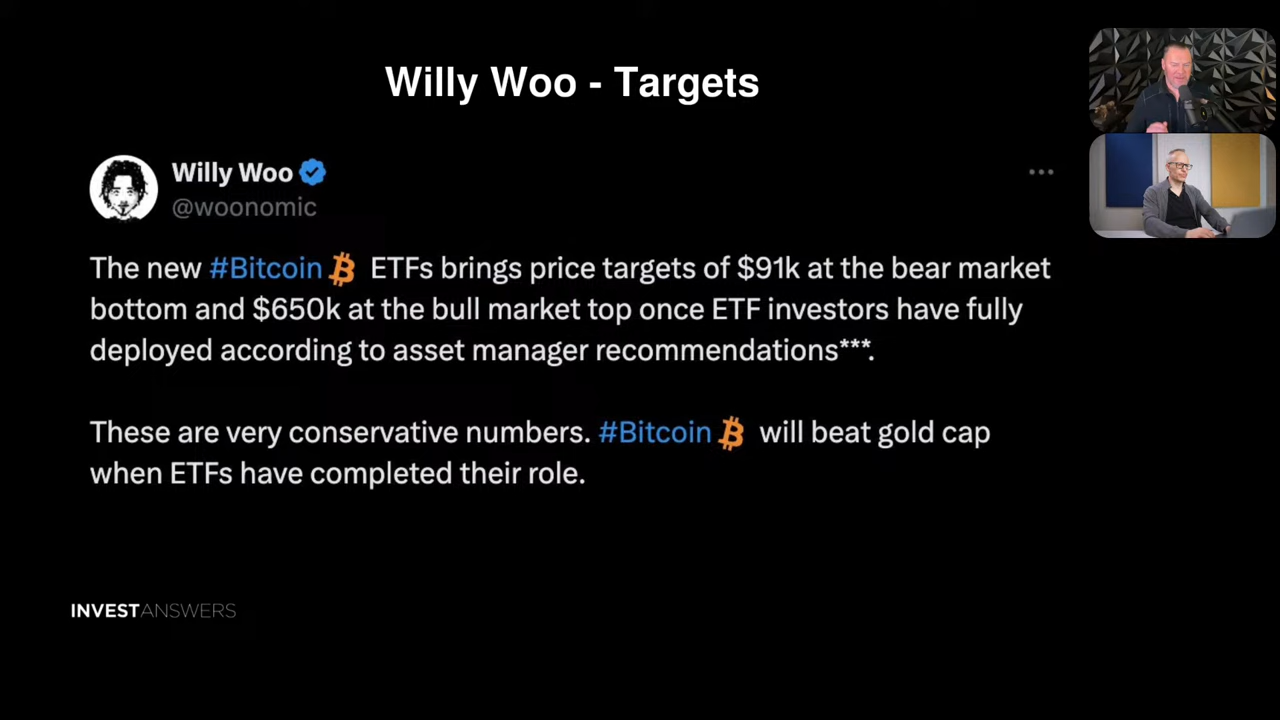 Willy Woo - Targets
Willy Woo
@woonomic
The new #Bitcoin ETFs brings price targets of $91k at the bear market
bottom and $650k at the bull market top once ETF investors have fully
deployed according to asset manager recommendations***.
These are very conservative numbers. #Bitcoin will beat gold cap
when ETFs have completed their role.
INVESTANSWERS